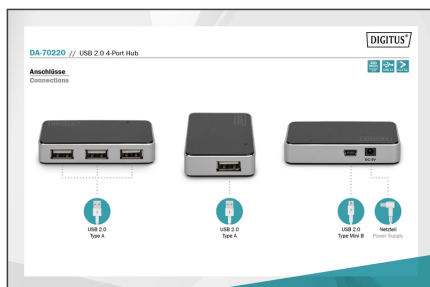 DIGITUS®
DA-70220 // USB 2.0 4-Port Hub
Anschlüsse
Connections
DC-5V
USB 2.0
Type A
USB 2.0
Type A
USB 2.0
Type Mini B
Netzteil
Power Supply